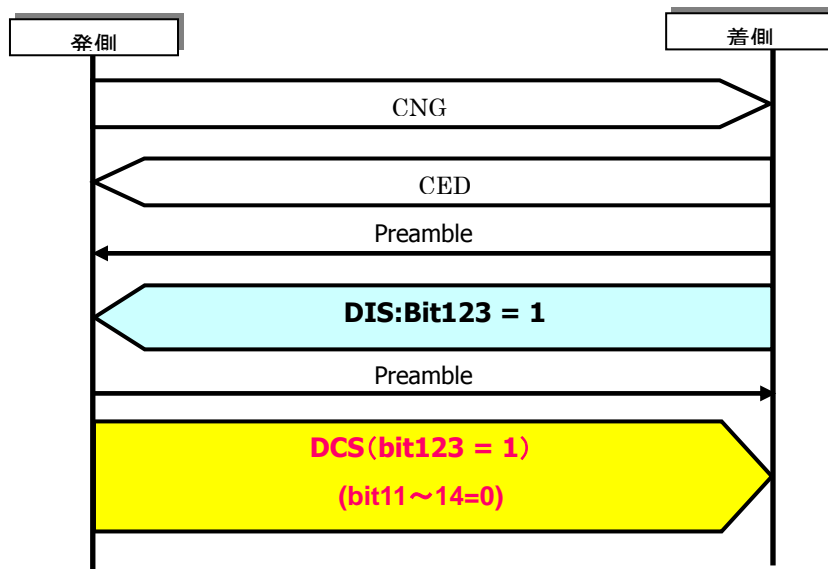 発側
着側
CNG
CED
Preamble
DIS:Bit123 = 1
Preamble
DCS(bit123 = 1)
(bit11～14=0)